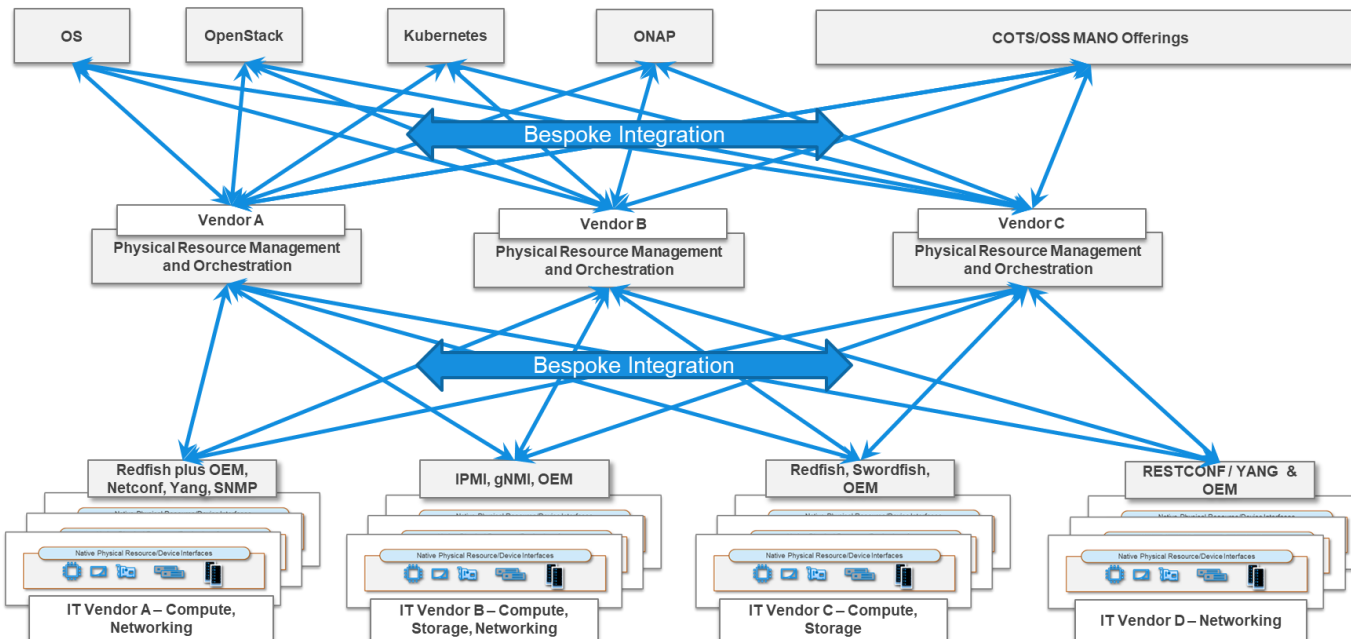 OS
OpenStack
Kubernetes
ONAP
COTS/OSS MANO Offerings
Bespoke Integration
Vendor A
Physical Resource Management
and Orchestration
Vendor B
Physical Resource Management
and Orchestration
Vendor C
Physical Resource Management
and Orchestration
Bespoke Integration
Redfish plus OEM,
Netconf, Yang, SNMP
Native Physical Resource/Device Interfaces
IT Vendor A – Compute,
Networking
IPMI, gNMI, OEM
Native Physical Resource/Device Interfaces
IT Vendor B – Compute,
Storage, Networking
Redfish, Swordfish,
OEM
Native Physical Resource/Device Interfaces
IT Vendor C – Compute,
Storage
RESTCONF / YANG & 
OEM
Native Physical Resource/Device Interfaces
IT Vendor D – Networking